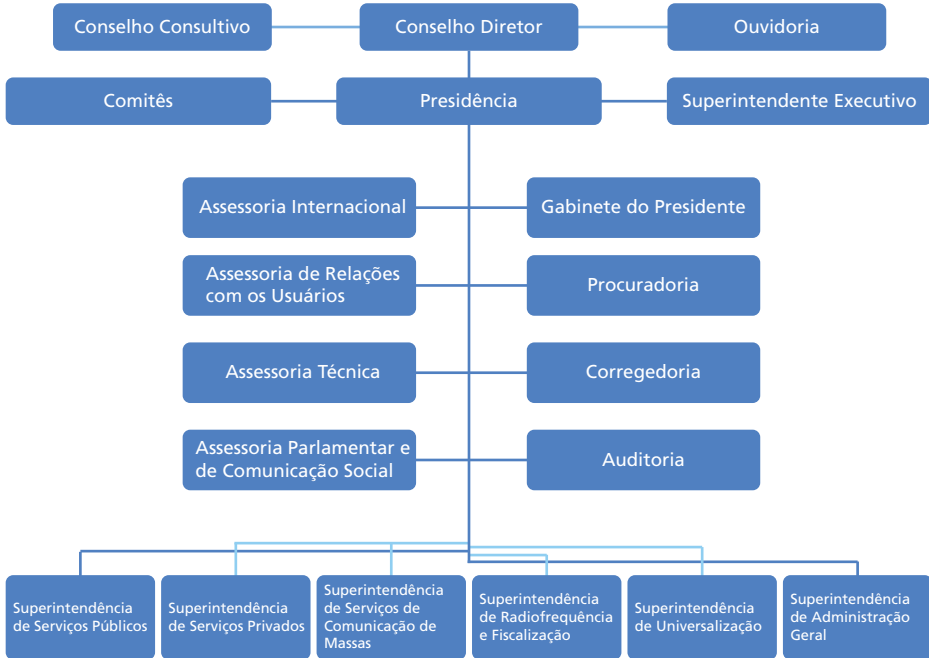 Conselho Consultivo
Conselho Diretor
Ouvidoria
Comitês
Presidência
Superintendente Executivo
Assessoria Internacional
Gabinete do Presidente
Assessoria de Relações
com os Usuários
Procuradoria
Assessoria Técnica
Corregedoria
Assessoria Parlamentar e
de Comunicação Social
Auditoria
Superintendência
de Serviços Públicos
Superintendência
de Serviços Privados
Superintendência
de Serviços de
Comunicação de
Massas
Superintendência
de Radiofrequência
e Fiscalização
Superintendência
de Universalização
Superintendência
de Administração
Geral